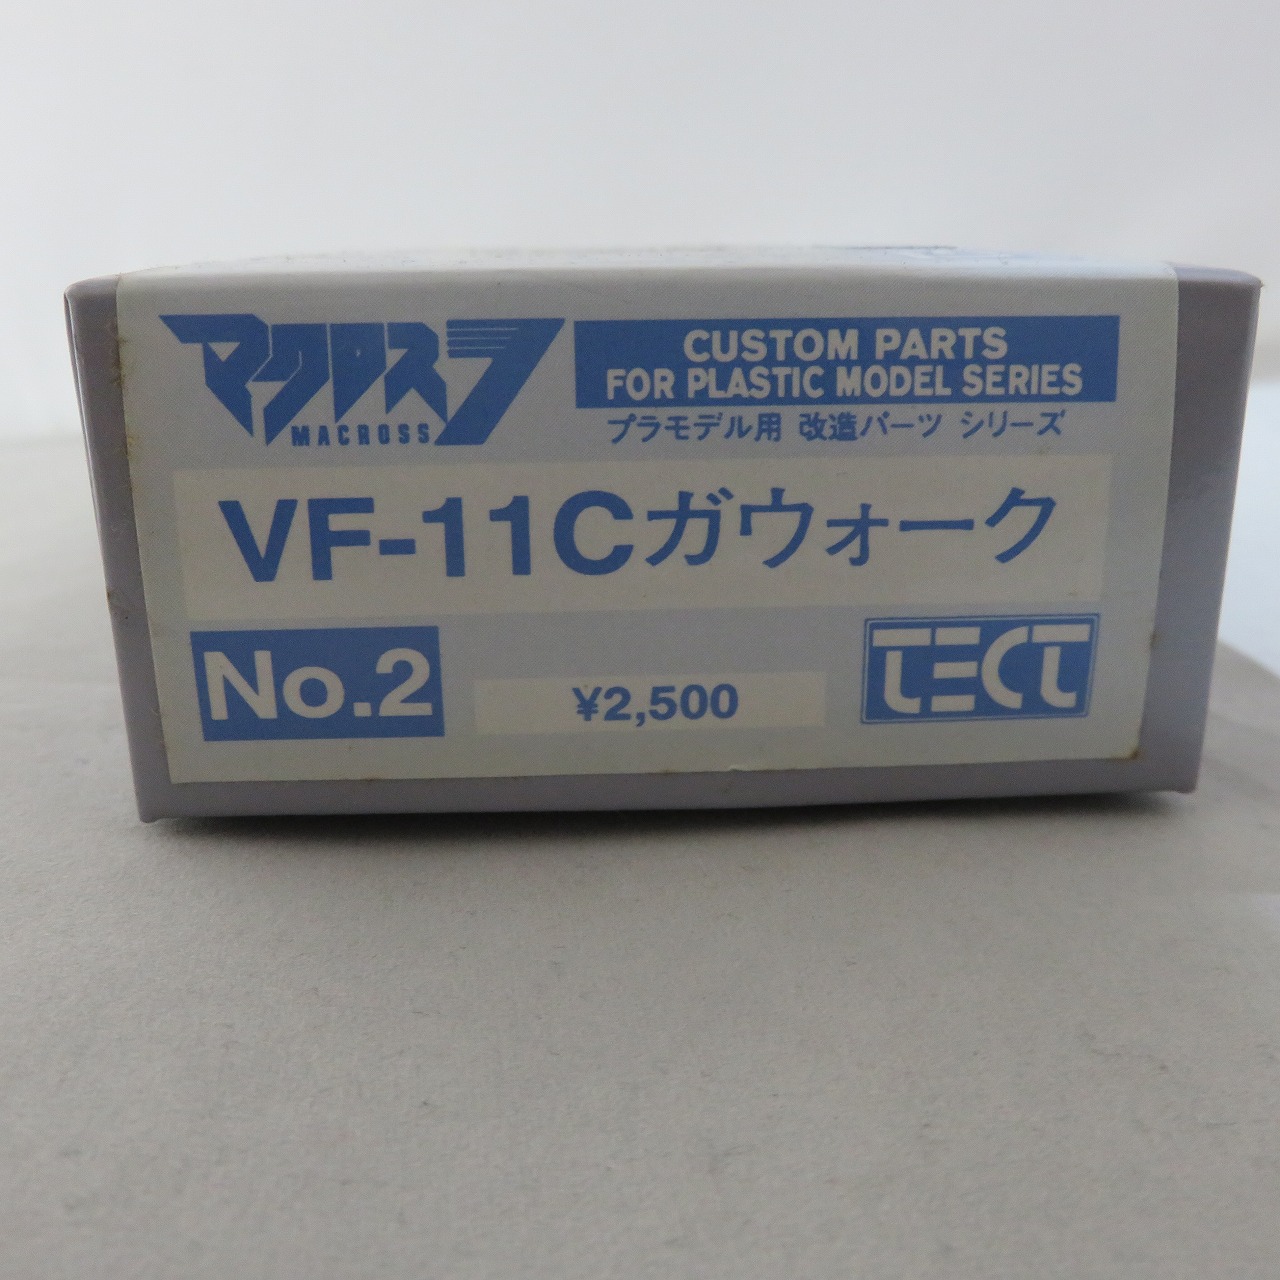 マクロス7
MACROSS
CUSTOM PARTS
FOR PLASTIC MODEL SERIES
プラモデル用 改造パーツ シリーズ
VF-11Cガウォーク
No.2
¥2,500
TECT